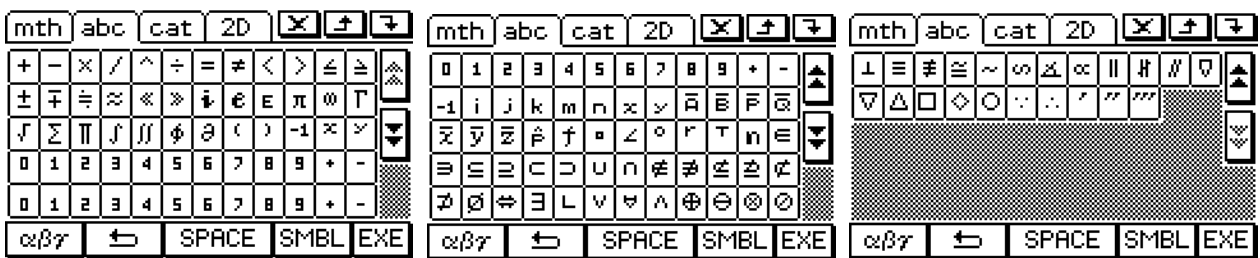 mth abc cat 2D
+ − × / ^ ÷ = ≠ < > ≤ ≥
± ∓ ≒ ≈ ≪ ≫ i e E π ∞ Γ
√ ∑ ∏ ∫ ∬ ∮ ∂ ( ) −1 x y
0 1 2 3 4 5 6 7 8 9 + −
0 1 2 3 4 5 6 7 8 9 + −
αβγ SPACE SMBL EXE
mth abc cat 2D
0 1 2 3 4 5 6 7 8 9 + −
−1 i j k m n x y A̅ B̅ P̅ Q̅
x̅ y̅ z̅ p̂ † ▫ ∠ ° r T n ∈
∋ ⊆ ⊇ ⊂ ⊃ ∪ ∩ ∉ ∌ ⊈ ⊉ ⊄
⊅ ∅ ⇔ ∃ ∟ ∨ ⊻ ∧ ⊕ ⊖ ⊗ ⊘
αβγ SPACE SMBL EXE
mth abc cat 2D
⊥ ≡ ≢ ≅ ~ ∽ ∝ ∥ ∦ ⫽ ▽
▽ △ □ ◇ ○ ∵ ∴ ′ ″ ‴
αβγ SPACE SMBL EXE